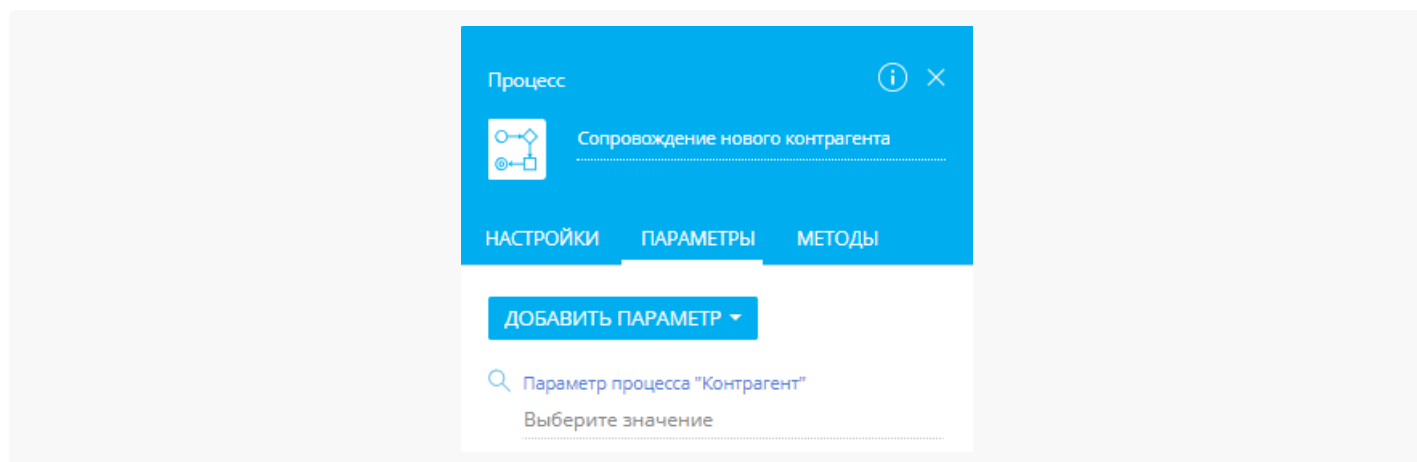 Процесс
Сопровождение нового контрагента
НАСТРОЙКИ ПАРАМЕТРЫ МЕТОДЫ
ДОБАВИТЬ ПАРАМЕТР
Параметр процесса "Контрагент"
Выберите значение